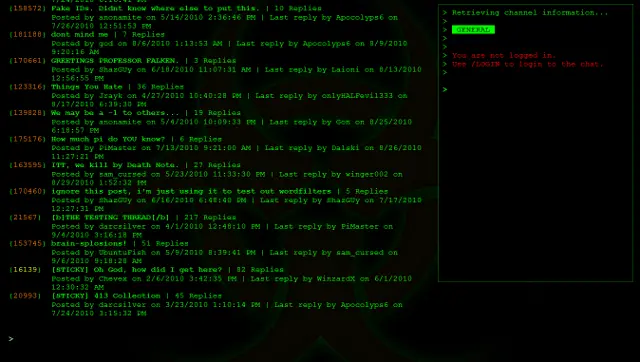 (158572) Fake IDs. Didnt know where else to put this. | 10 Replies
Posted by anonamite on 5/14/2010 2:36:46 PM | Last reply by Apocolyps6 on
7/26/2010 12:51:53 PM
(181180) dont mind me | 7 Replies
Posted by god on 8/6/2010 1:13:53 AM | Last reply by Apocolyps6 on 8/9/2010
9:20:16 AM
(170661) GREETINGS PROFESSOR FALKEN. | 3 Replies
Posted by ShasGUy on 6/18/2010 11:07:31 AM | Last reply by Laioni on 8/13/2010
12:56:55 PM
(123316) Things You Hate | 36 Replies
Posted by Jrayk on 4/27/2010 10:40:28 PM | Last reply by onlyHALFevil333 on
8/17/2010 6:39:30 PM
(139828) We may be a -1 to others... | 19 Replies
Posted by anonamite on 5/4/2010 10:09:33 PM | Last reply by Gon on 8/25/2010
6:18:57 PM
(175176) How much pi do YOU know? | 6 Replies
Posted by PiMaster on 7/13/2010 9:21:00 AM | Last reply by Dalski on 8/26/2010
11:27:21 PM
(163595) ITT, we kill by Death Note. | 27 Replies
Posted by sam_cursed on 5/23/2010 11:33:30 PM | Last reply by winger002 on
8/29/2010 1:52:32 PM
(170460) ignore this post, i'm just using it to test out wordfilters | 5 Replies
Posted by ShasGUy on 6/16/2010 6:48:40 PM | Last reply by ShasGUy on 7/17/2010
12:27:31 PM
(21567) [b]THE TESTING THREAD[/b] | 217 Replies
Posted by darcsilver on 4/1/2010 12:48:10 PM | Last reply by PiMaster on
9/4/2010 3:16:18 PM
(153745) brain-splosions! | 51 Replies
Posted by UbuntuFish on 5/9/2010 8:39:41 PM | Last reply by sam_cursed on
9/6/2010 9:18:28 AM
(16139) [STICKY] Oh God, how did I get here? | 82 Replies
Posted by Chevex on 2/6/2010 3:42:35 PM | Last reply by WinzardX on 6/1/2010
12:30:32 AM
(20993) [STICKY] 413 Collection | 45 Replies
Posted by darcsilver on 3/23/2010 1:10:14 PM | Last reply by Apocolyps6 on
7/24/2010 3:15:32 PM
>
> Retrieving channel information...
>
> GENERAL
>
>
> You are not logged in.
> Use /LOGIN to login to the chat.
>
>